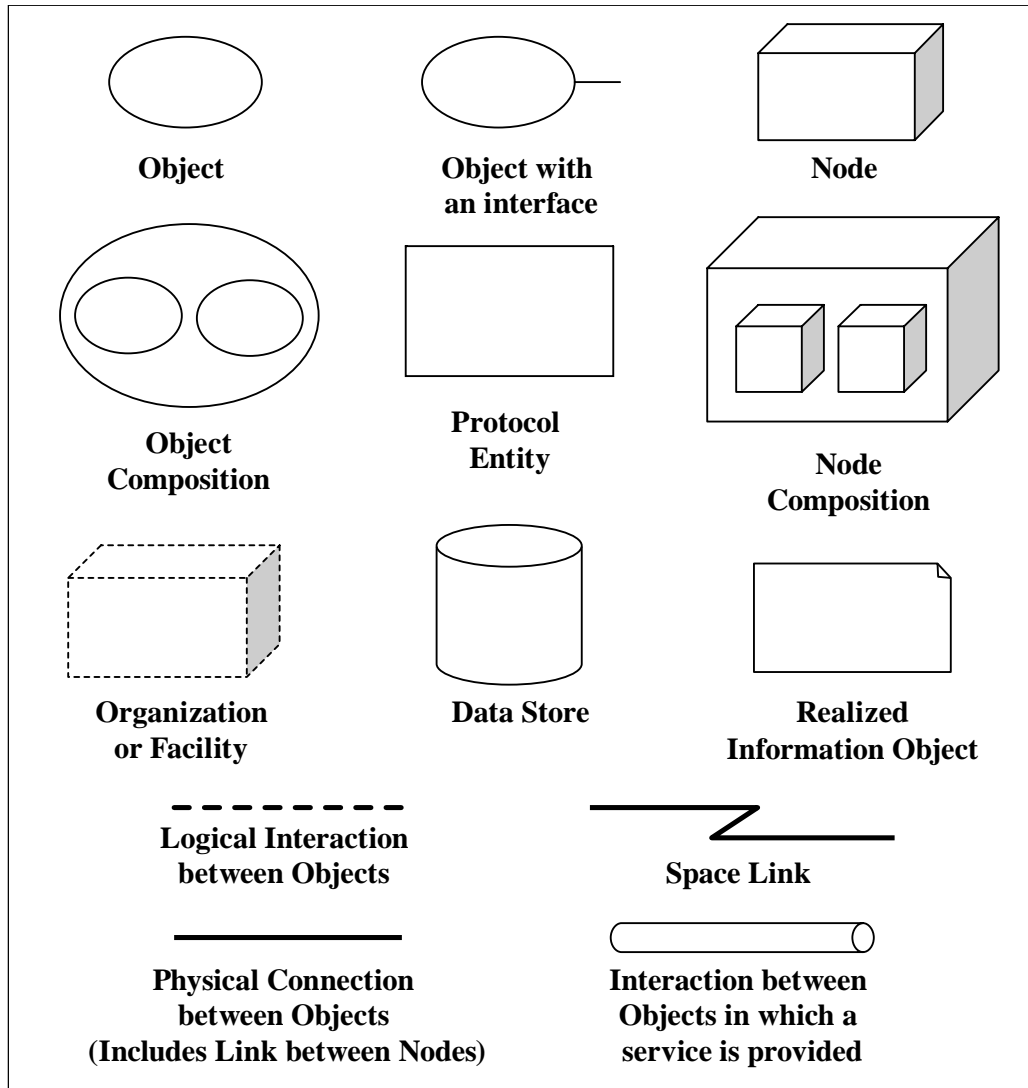 Object
Object with
an interface
Node
Object
Composition
Protocol
Entity
Node
Composition
Organization
or Facility
Data Store
Realized
Information Object
Logical Interaction
between Objects
Space Link
Physical Connection
between Objects
(Includes Link between Nodes)
Interaction between
Objects in which a
service is provided